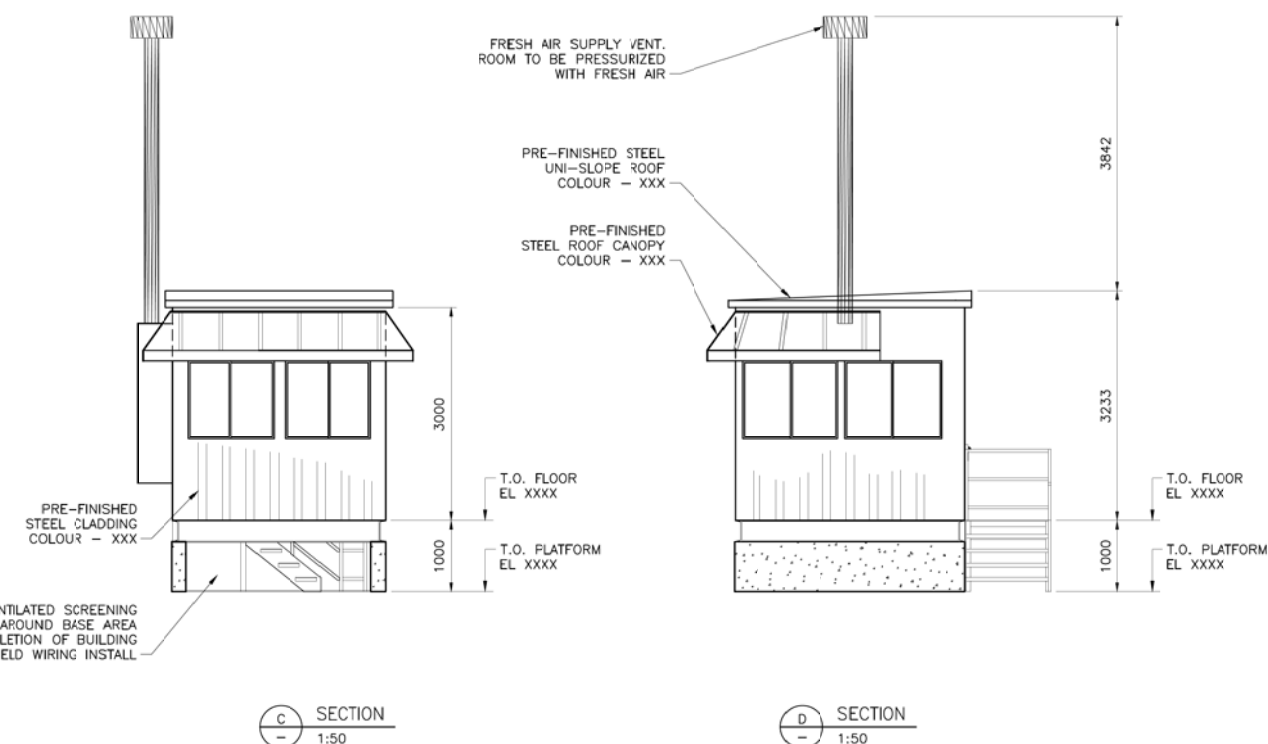 FRESH AIR SUPPLY VENT.
ROOM TO BE PRESSURIZED
WITH FRESH AIR
PRE-FINISHED STEEL
UNI-SLOPE ROOF
COLOUR - XXX
PRE-FINISHED
STEEL ROOF CANOPY
COLOUR - XXX
3842
3000
3233
T.O. FLOOR
EL XXXX
T.O. FLOOR
EL XXXX
PRE-FINISHED
STEEL CLADDING
COLOUR - XXX
1000
T.O. PLATFORM
EL XXXX
1000
T.O. PLATFORM
EL XXXX
SCREENING
AROUND BASE AREA
OF BUILDING
WIRING INSTALL
C SECTION
- 1:50
D SECTION
- 1:50